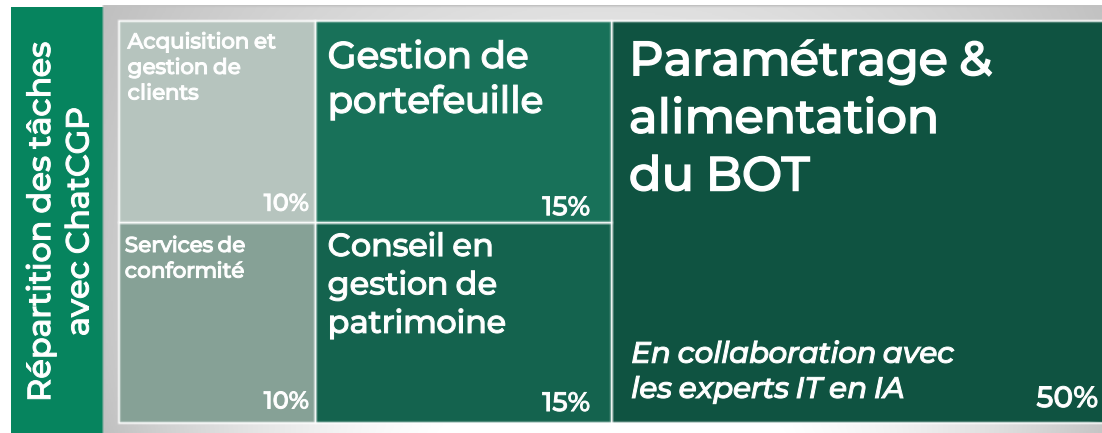 Répartition des tâches
avec ChatCGP
Acquisition et
gestion de
clients
10%
Gestion de
portefeuille
15%
Paramétrage &
alimentation
du BOT
Services de
conformité
10%
Conseil en
gestion de
patrimoine
15%
En collaboration avec
les experts IT en IA
50%